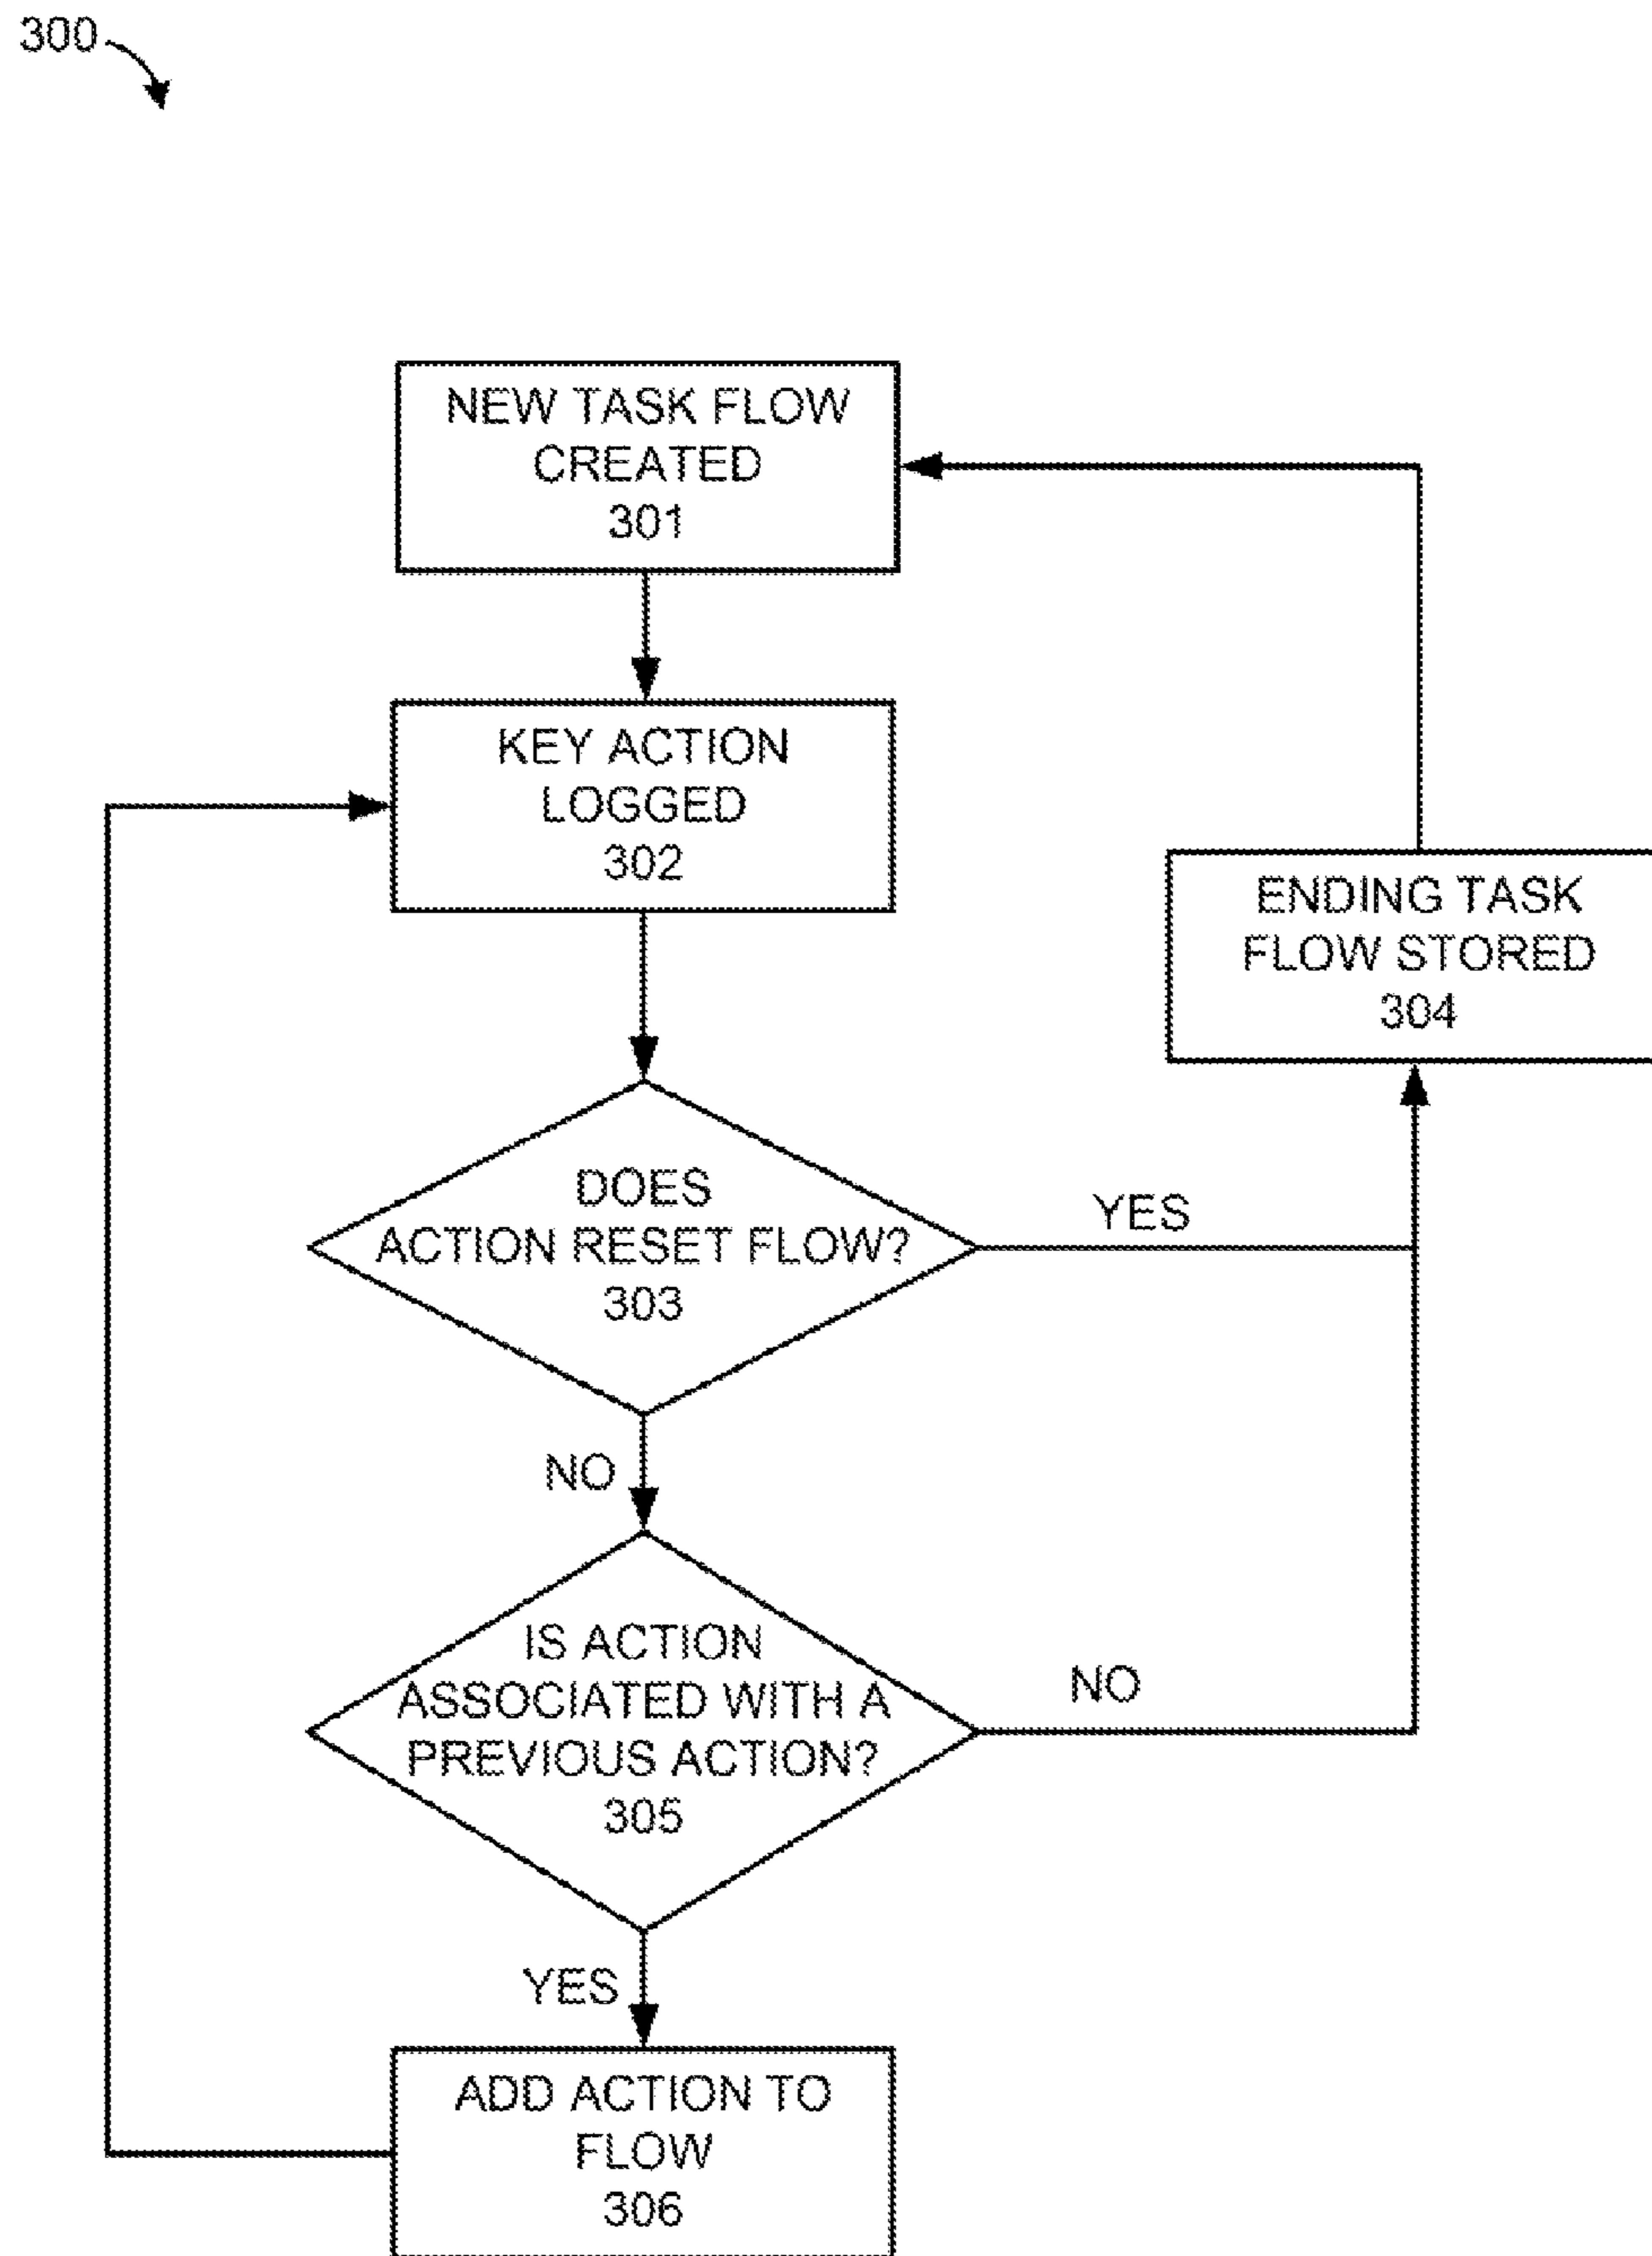 300
NEW TASK FLOW
CREATED
301
KEY ACTION
LOGGED
302
ENDING TASK
FLOW STORED
304
DOES
ACTION RESET FLOW?
303
YES
NO
IS ACTION
ASSOCIATED WITH A
PREVIOUS ACTION?
305
NO
YES
ADD ACTION TO
FLOW
306